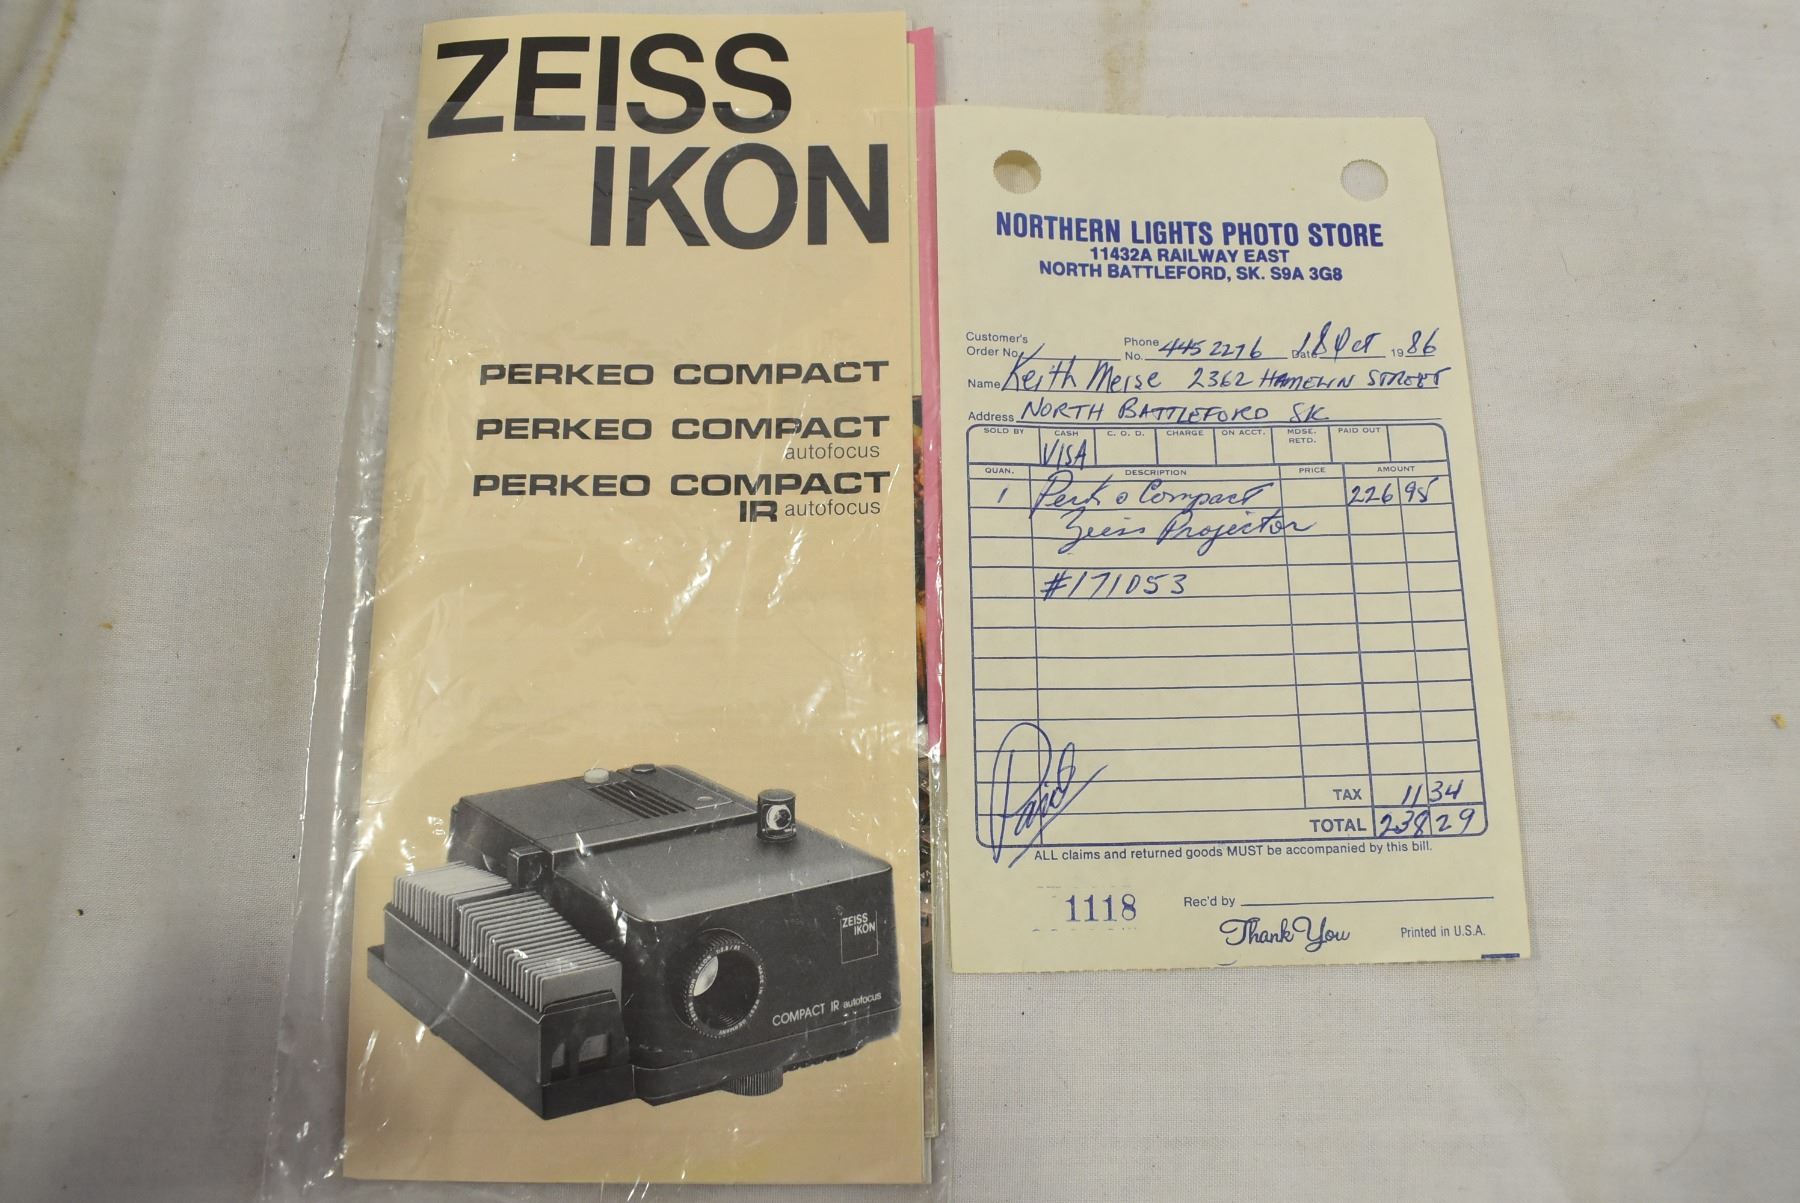 ZEISS
IKON
PERKEO COMPACT
PERKEO COMPACT
autofocus
PERKEO COMPACT
IR autofocus
ZEISS
IKON
COMPACT IR autofocus
MADE IN WEST GERMANY
NORTHERN LIGHTS PHOTO STORE
11432A RAILWAY EAST
NORTH BATTLEFORD, SK. S9A 3G8
Customer's
Order No. Phone No. 445 2276 Date 18 Oct 1986
Name Keith Meise 2362 HAMELIN STREET
Address NORTH BATTLEFORD SK
SOLD BY CASH C. O. D. CHARGE ON ACCT. MDSE. RETD. PAID OUT
VISA
QUAN. DESCRIPTION PRICE AMOUNT
1 Perk o Compact 226 95
Zeiss Projector
#171053
Paid
TAX 11 34
TOTAL 238 29
ALL claims and returned goods MUST be accompanied by this bill.
1118 Rec'd by
Thank You Printed in U.S.A.